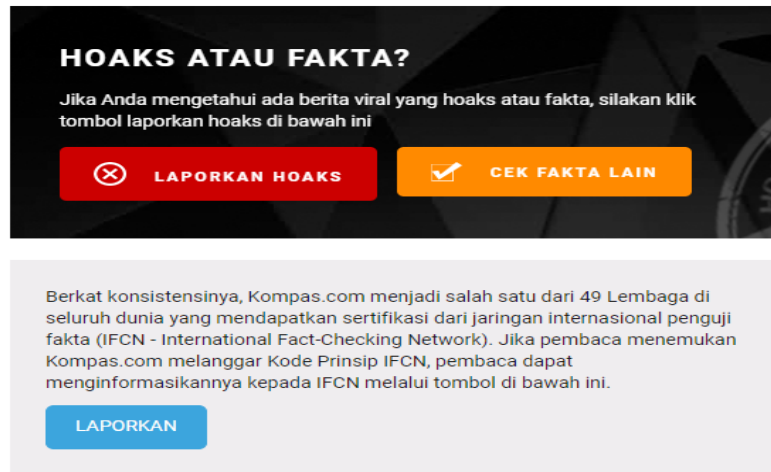 HOAKS ATAU FAKTA?
Jika Anda mengetahui ada berita viral yang hoaks atau fakta, silakan klik
tombol laporkan hoaks di bawah ini
LAPORKAN HOAKS
CEK FAKTA LAIN
Berkat konsistensinya, Kompas.com menjadi salah satu dari 49 Lembaga di
seluruh dunia yang mendapatkan sertifikasi dari jaringan internasional penguji
fakta (IFCN - International Fact-Checking Network). Jika pembaca menemukan
Kompas.com melanggar Kode Prinsip IFCN, pembaca dapat
menginformasikannya kepada IFCN melalui tombol di bawah ini.
LAPORKAN